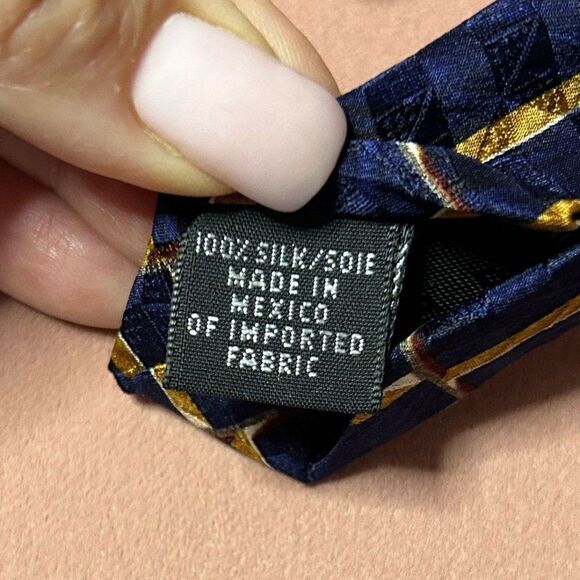 100% SILK/SOIE
MADE IN
MEXICO
OF IMPORTED
FABRIC